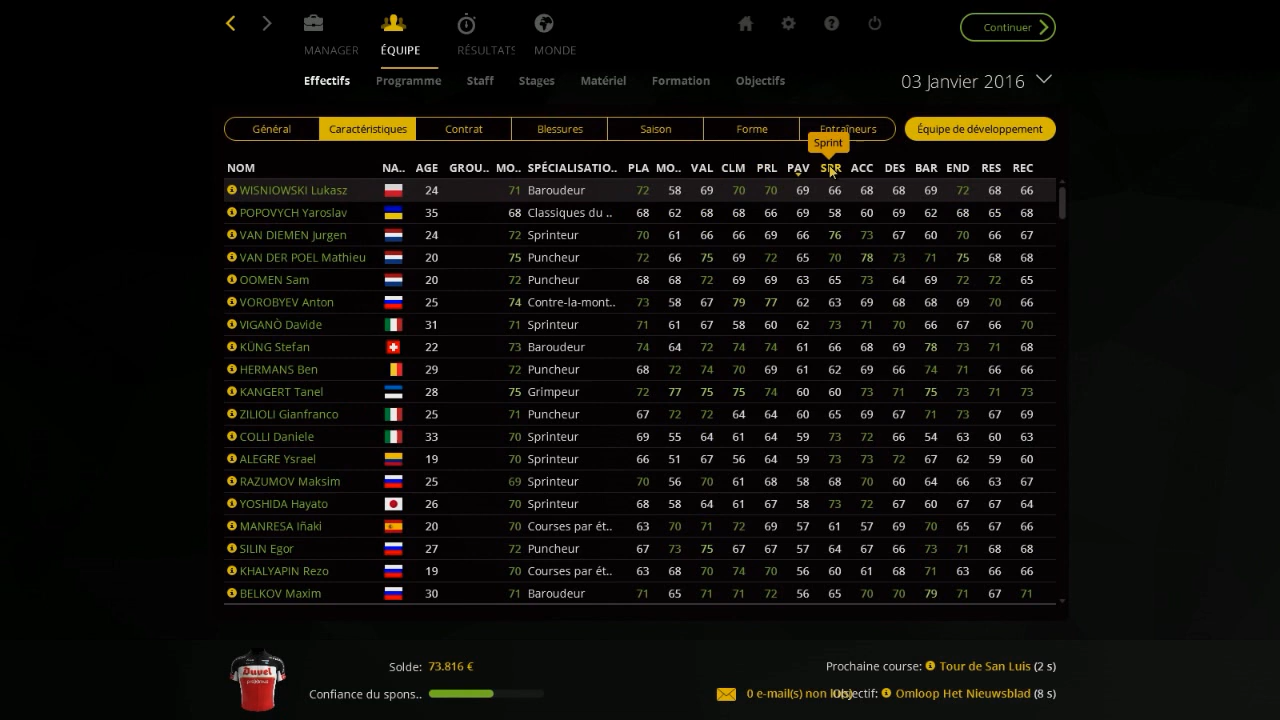 MANAGER ÉQUIPE RÉSULTATS MONDE Continuer
Effectifs Programme Staff Stages Matériel Formation Objectifs 03 Janvier 2016
Général Caractéristiques Contrat Blessures Saison Forme Entraîneurs Équipe de développement
Sprint
NOM NA.. AGE GROU.. MO.. SPÉCIALISATIO.. PLA MO.. VAL CLM PRL PAV SPR ACC DES BAR END RES REC
WISNIOWSKI Lukasz 24 71 Baroudeur 72 58 69 70 70 69 66 68 68 69 72 68 66
POPOVYCH Yaroslav 35 68 Classiques du .. 68 62 68 68 66 69 58 60 69 62 68 65 68
VAN DIEMEN Jurgen 24 72 Sprinteur 70 61 66 66 69 66 76 73 67 60 70 66 67
VAN DER POEL Mathieu 20 75 Puncheur 72 66 75 69 72 65 70 78 73 71 75 68 68
OOMEN Sam 20 72 Puncheur 68 68 72 69 69 63 65 73 64 69 72 72 65
VOROBYEV Anton 25 74 Contre-la-mont.. 73 58 67 79 77 62 63 69 68 68 69 70 66
VIGANÒ Davide 31 71 Sprinteur 71 61 67 58 60 62 73 71 70 66 67 66 70
KÜNG Stefan 22 73 Baroudeur 74 64 72 74 74 61 66 68 69 78 73 71 68
HERMANS Ben 29 72 Puncheur 68 72 74 70 69 61 62 69 66 74 71 66 66
KANGERT Tanel 28 75 Grimpeur 72 77 75 75 74 60 60 73 71 75 73 71 73
ZILIOLI Gianfranco 25 71 Puncheur 67 72 72 64 64 60 65 69 67 71 73 67 69
COLLI Daniele 33 70 Sprinteur 69 55 64 61 64 59 73 72 66 54 63 60 63
ALEGRE Ysrael 19 70 Sprinteur 66 51 67 56 64 59 73 73 72 67 62 59 60
RAZUMOV Maksim 25 69 Sprinteur 70 56 70 61 68 58 68 70 60 64 66 63 67
YOSHIDA Hayato 26 70 Sprinteur 68 58 64 61 67 58 73 72 67 60 67 67 64
MANRESA Iñaki 20 70 Courses par ét.. 63 70 71 72 69 57 61 57 69 70 65 67 66
SILIN Egor 27 72 Puncheur 67 73 75 67 67 57 64 67 66 73 71 68 68
KHALYAPIN Rezo 19 70 Courses par ét.. 63 68 70 74 70 56 60 61 68 71 63 66 66
BELKOV Maxim 30 71 Baroudeur 71 65 71 71 72 56 65 70 70 79 71 67 71
Duvel
Solde: 73.816 € Prochaine course: Tour de San Luis (2 s)
Confiance du spons.. 0 e-mail(s) non Objectif: Omloop Het Nieuwsblad (8 s)